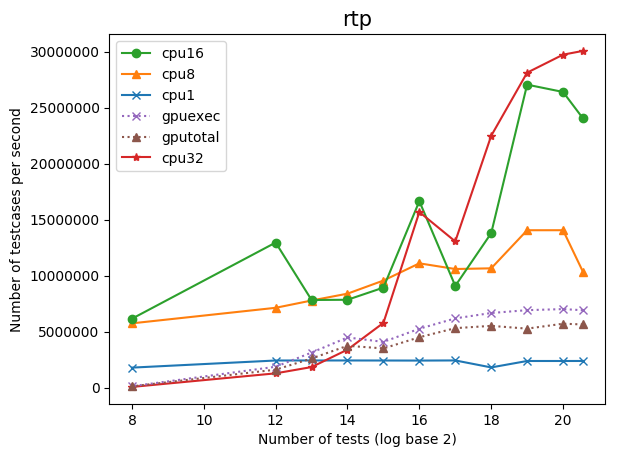 rtp
cpu16
cpu8
cpu1
gpuexec
gputotal
cpu32
Number of testcases per second
30000000
25000000
20000000
15000000
10000000
5000000
0
8 10 12 14 16 18 20
Number of tests (log base 2)